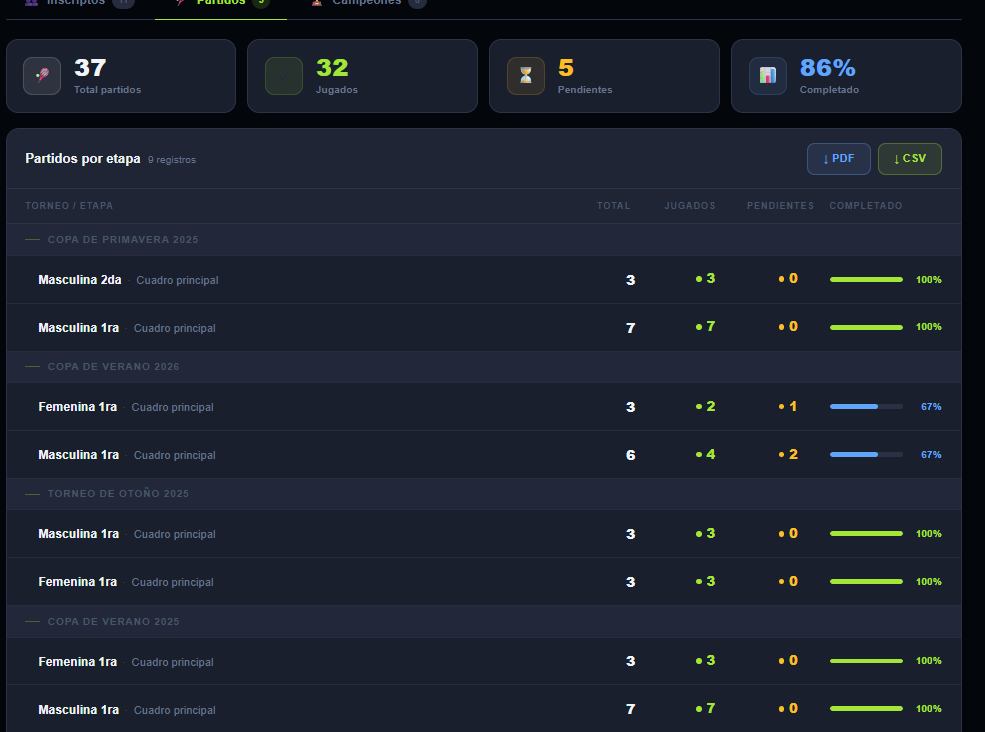 Inscriptos 11
Partidos
Campeones
37
Total partidos
32
Jugados
5
Pendientes
86%
Completado
Partidos por etapa 9 registros
↓ PDF
↓ CSV
TORNEO / ETAPA TOTAL JUGADOS PENDIENTES COMPLETADO
COPA DE PRIMAVERA 2025
Masculina 2da · Cuadro principal 3 3 0 100%
Masculina 1ra · Cuadro principal 7 7 0 100%
COPA DE VERANO 2026
Femenina 1ra · Cuadro principal 3 2 1 67%
Masculina 1ra · Cuadro principal 6 4 2 67%
TORNEO DE OTOÑO 2025
Masculina 1ra · Cuadro principal 3 3 0 100%
Femenina 1ra · Cuadro principal 3 3 0 100%
COPA DE VERANO 2025
Femenina 1ra · Cuadro principal 3 3 0 100%
Masculina 1ra · Cuadro principal 7 7 0 100%